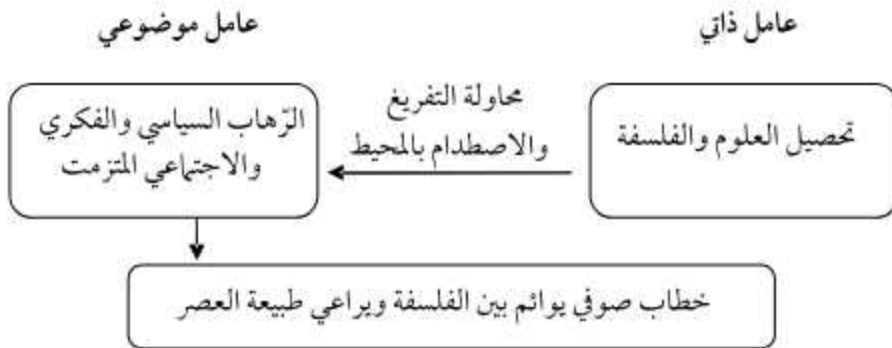 عامل ذاتي
عامل موضوعي
تحصيل العلوم والفلسفة
محاولة التفريغ
والاصطدام بالمحيط
الرّهاب السياسي والفكري
والاجتماعي المتزمت
خطاب صوفي يوائم بين الفلسفة ويراعي طبيعة العصر